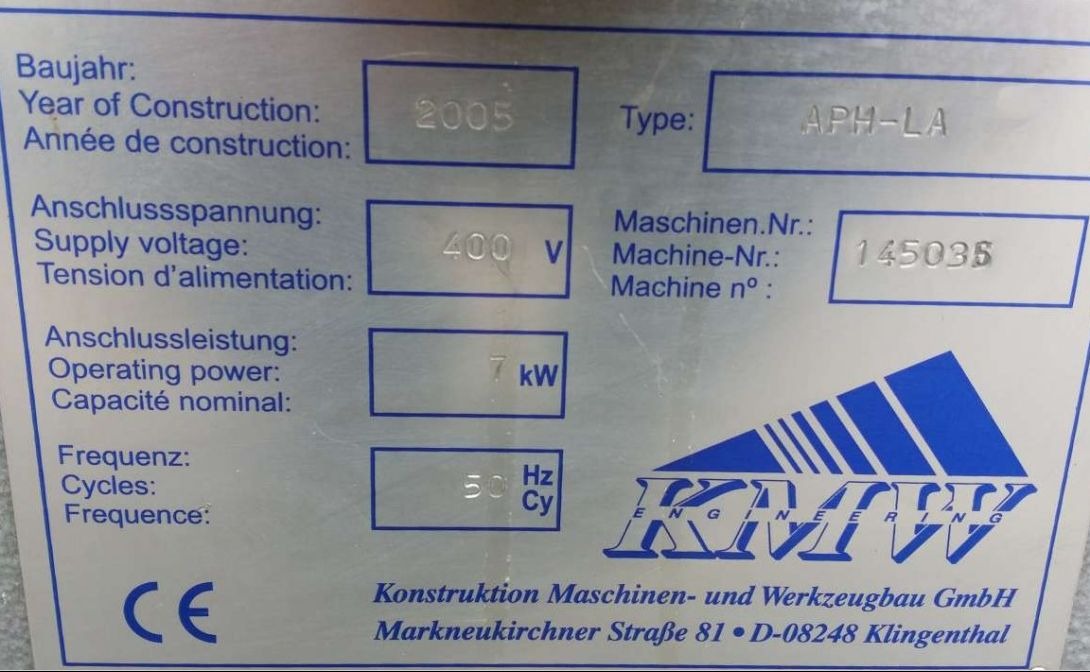 Baujahr:
Year of Construction:
Année de construction:
2005
Type:
APH-LA
Anschlussspannung:
Supply voltage:
Tension d'alimentation:
400 V
Maschinen.Nr.:
Machine-Nr.:
Machine nº :
Anschlussleistung:
Operating power:
Capacité nominal:
7 kW
Frequenz:
Cycles:
Frequence:
50 Hz
Cy
KMW
ENGINEERING
CE
Konstruktion Maschinen- und Werkzeugbau GmbH
Markneukirchner Straße 81 • D-08248 Klingenthal